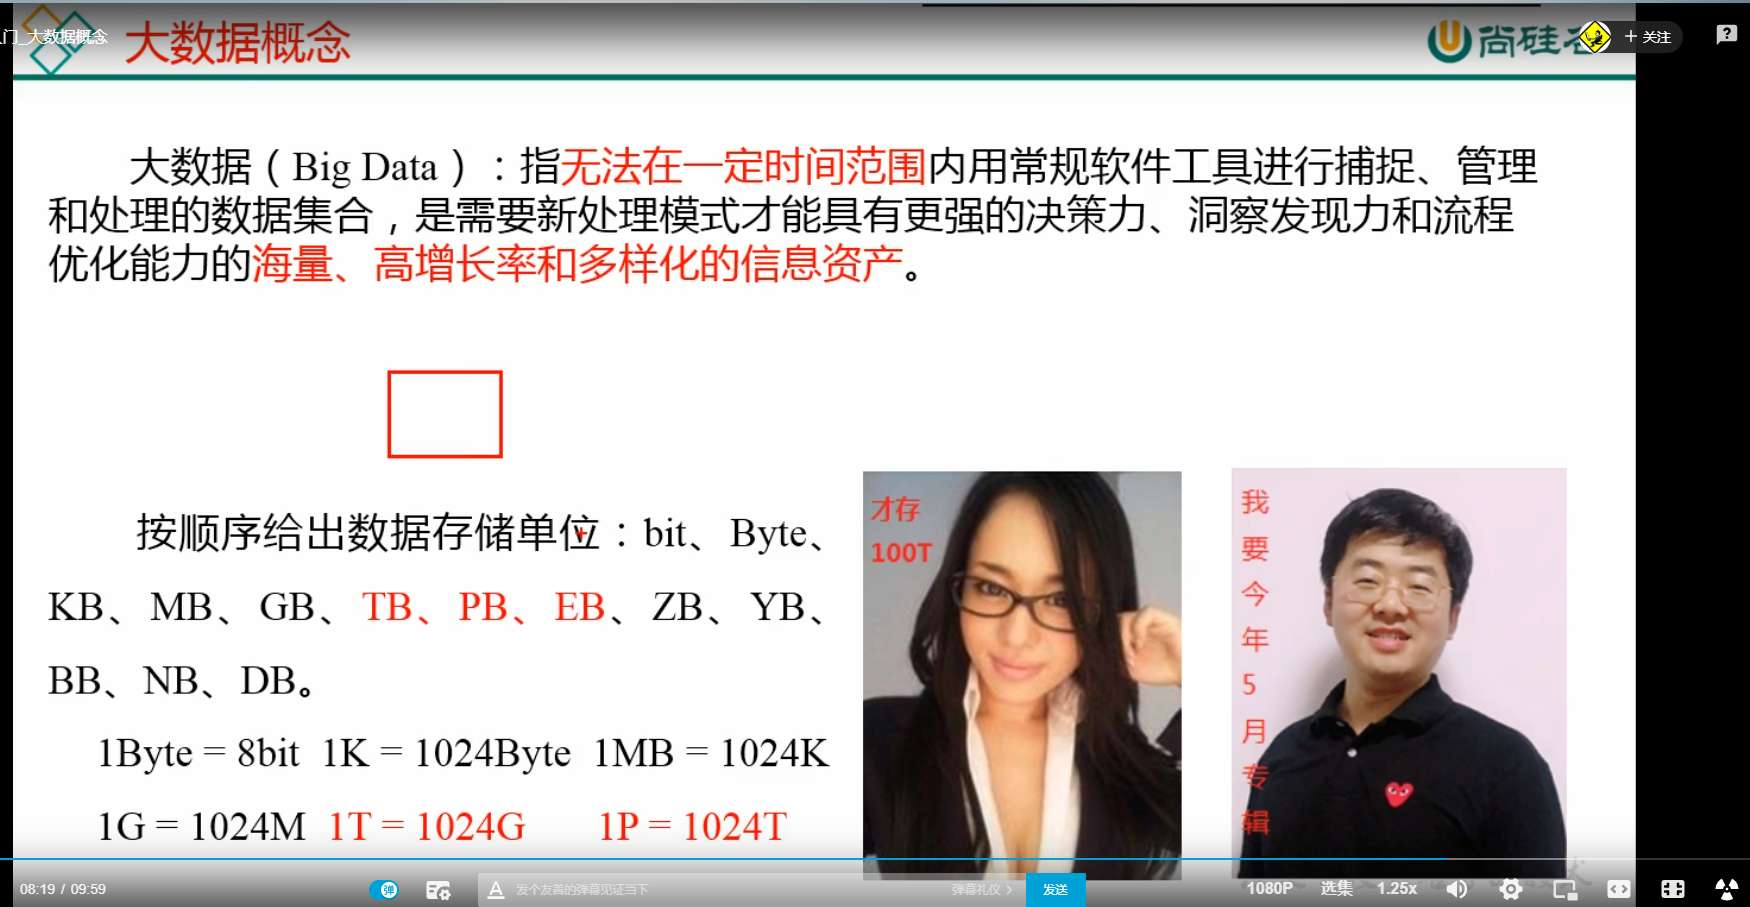 门_大数据概念
大数据概念
尚硅谷
+ 关注
大数据（Big Data）：指无法在一定时间范围内用常规软件工具进行捕捉、管理
和处理的数据集合，是需要新处理模式才能具有更强的决策力、洞察发现力和流程
优化能力的海量、高增长率和多样化的信息资产。
按顺序给出数据存储单位：bit、Byte、
KB、MB、GB、TB、PB、EB、ZB、YB、
BB、NB、DB。
1Byte = 8bit 1K = 1024Byte 1MB = 1024K
1G = 1024M 1T = 1024G 1P = 1024T
才存
100T
我
要
今
年
5
月
专
辑
08:19 / 09:59
弹
A 发个友善的弹幕见证当下
弹幕礼仪 >
发送
1080P 选集 1.25x